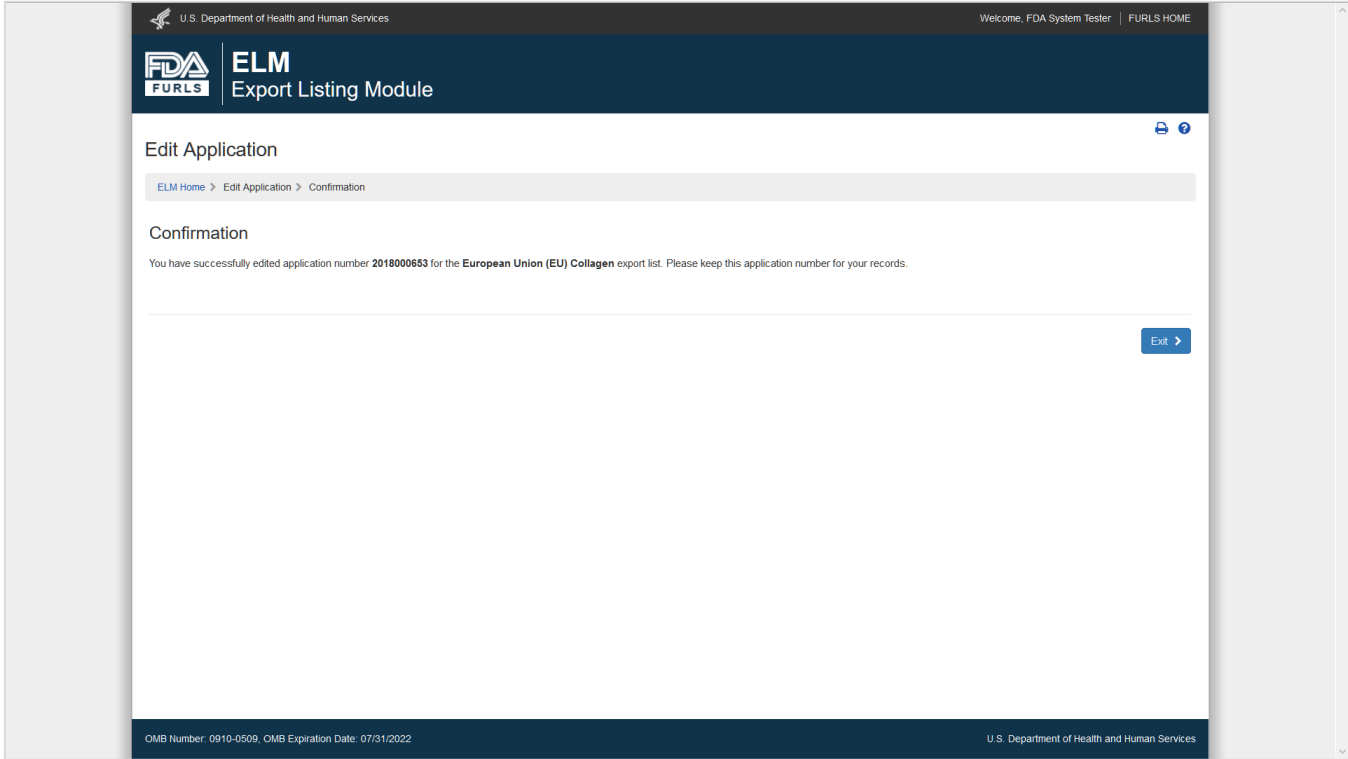 U.S. Department of Health and Human Services
Welcome, FDA System Tester | FURLS HOME
FDA
FURLS
ELM
Export Listing Module
Edit Application
ELM Home > Edit Application > Confirmation
Confirmation
You have successfully edited application number 2018000653 for the European Union (EU) Collagen export list. Please keep this application number for your records.
Exit >
OMB Number: 0910-0509, OMB Expiration Date: 07/31/2022
U.S. Department of Health and Human Services